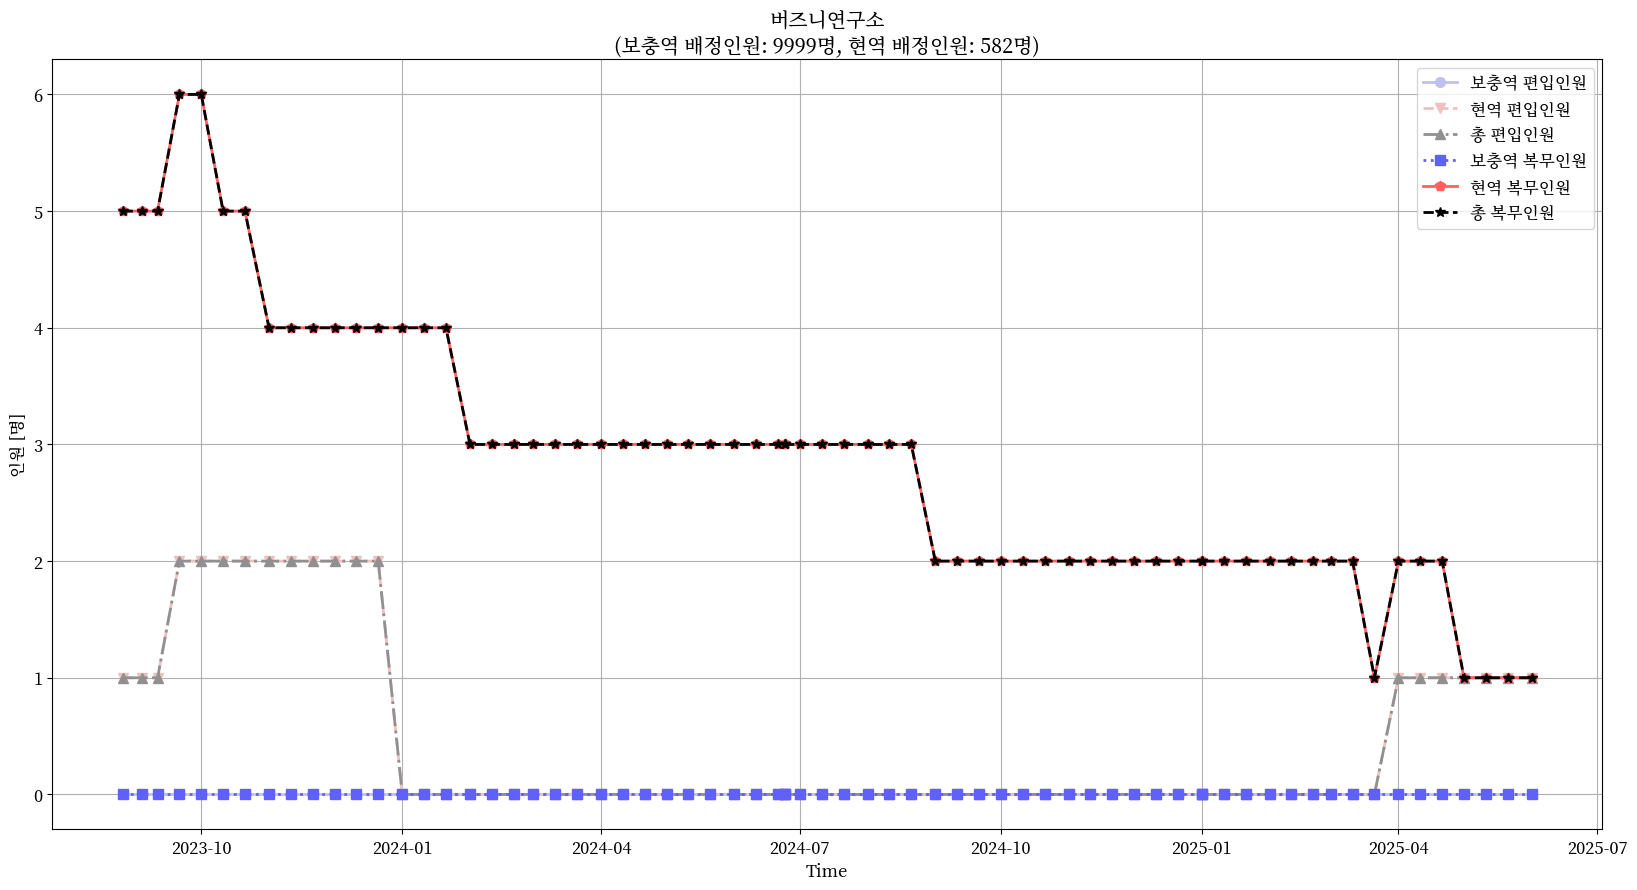 버즈니연구소
(보충역 배정인원: 9999명, 현역 배정인원: 582명)
보충역 편입인원
현역 편입인원
총 편입인원
보충역 복무인원
현역 복무인원
총 복무인원
인원 [명]
6
5
4
3
2
1
0
2023-10
2024-01
2024-04
2024-07
2024-10
2025-01
2025-04
2025-07
Time